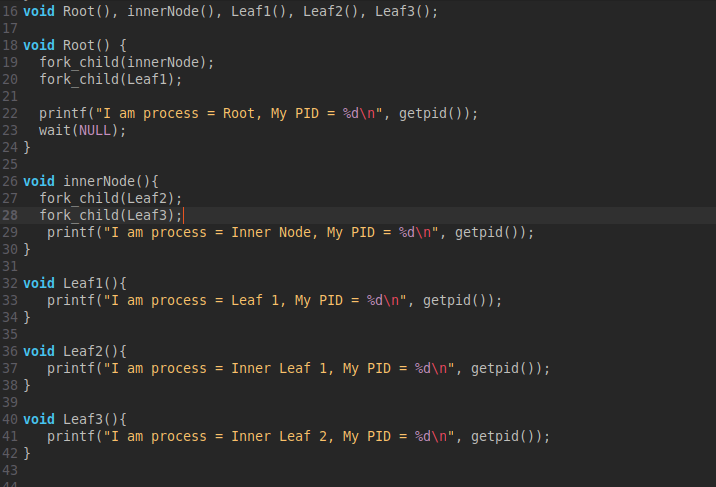 16 void Root(), innerNode(), Leaf1(), Leaf2(), Leaf3();
17
18 void Root() {
19   fork_child(innerNode);
20   fork_child(Leaf1);
21
22   printf("I am process = Root, My PID = %d\n", getpid());
23   wait(NULL);
24 }
25
26 void innerNode(){
27   fork_child(Leaf2);
28   fork_child(Leaf3);
29    printf("I am process = Inner Node, My PID = %d\n", getpid());
30 }
31
32 void Leaf1(){
33    printf("I am process = Leaf 1, My PID = %d\n", getpid());
34 }
35
36 void Leaf2(){
37    printf("I am process = Inner Leaf 1, My PID = %d\n", getpid());
38 }
39
40 void Leaf3(){
41    printf("I am process = Inner Leaf 2, My PID = %d\n", getpid());
42 }
43
44